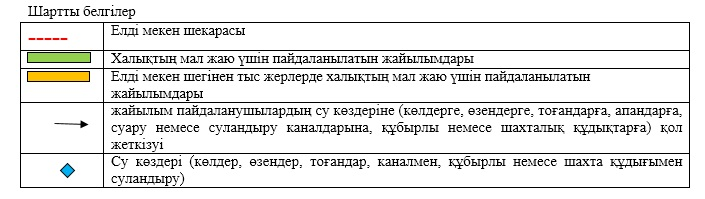 Шартты белгілер
Елді мекен шекарасы
Халықтың мал жаю үшін пайдаланылатын жайылымдары
Елді мекен шегінен тыс жерлерде халықтың мал жаю үшін пайдаланылатын
жайылымдары
жайылым пайдаланушылардың су көздеріне (көлдерге, өзендерге, тоғандарға, апандарға,
суару немесе суландыру каналдарына, құбырлы немесе шахталық құдықтарға) қол
жеткізуі
Су көздері (көлдер, өзендер, тоғандар, каналмен, құбырлы немесе шахта құдығымен
суландыру)